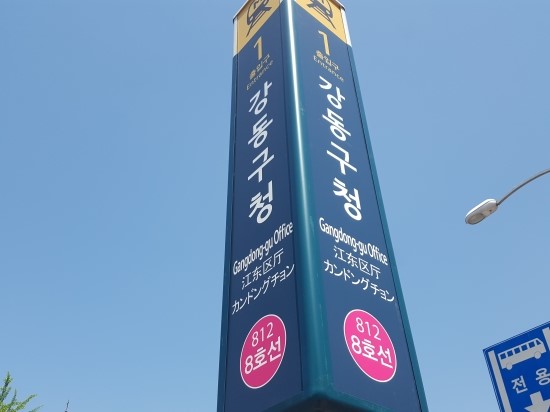 1
출입구
Entrance
강동구청
Gangdong-gu Office
江东区厅
カンドングチョン
812
8호선
1
출입구
Entrance
강동구청
Gangdong-gu Office
江东区厅
カンドングチョン
812
8호선
전용